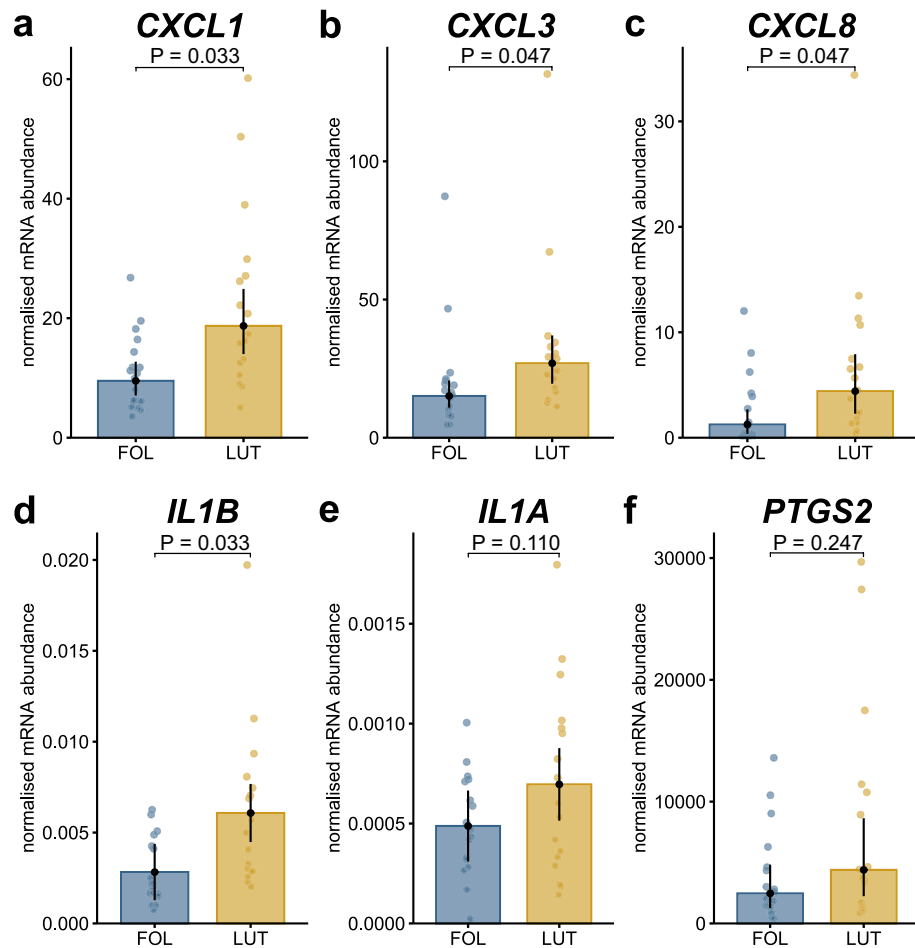 a CXCL1
P = 0.033
normalised mRNA abundance
60
40
20
0
FOL LUT
b CXCL3
P = 0.047
normalised mRNA abundance
100
50
0
FOL LUT
c CXCL8
P = 0.047
normalised mRNA abundance
30
20
10
0
FOL LUT
d IL1B
P = 0.033
normalised mRNA abundance
0.020
0.015
0.010
0.005
0.000
FOL LUT
e IL1A
P = 0.110
normalised mRNA abundance
0.0015
0.0010
0.0005
0.0000
FOL LUT
f PTGS2
P = 0.247
normalised mRNA abundance
30000
20000
10000
0
FOL LUT